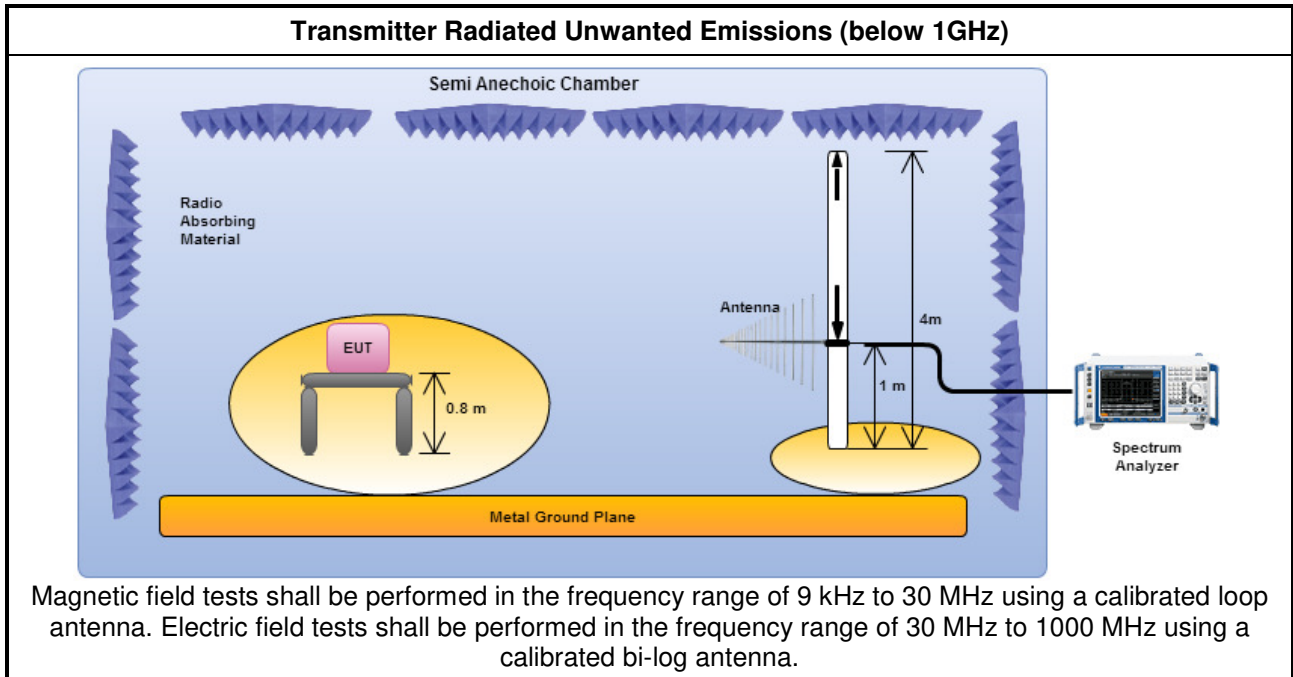 Transmitter Radiated Unwanted Emissions (below 1GHz)
Semi Anechoic Chamber
Radio
Absorbing
Material
Antenna
4m
EUT
1 m
0.8 m
Spectrum
Analyzer
Metal Ground Plane
Magnetic field tests shall be performed in the frequency range of 9 kHz to 30 MHz using a calibrated loop
antenna. Electric field tests shall be performed in the frequency range of 30 MHz to 1000 MHz using a
calibrated bi-log antenna.